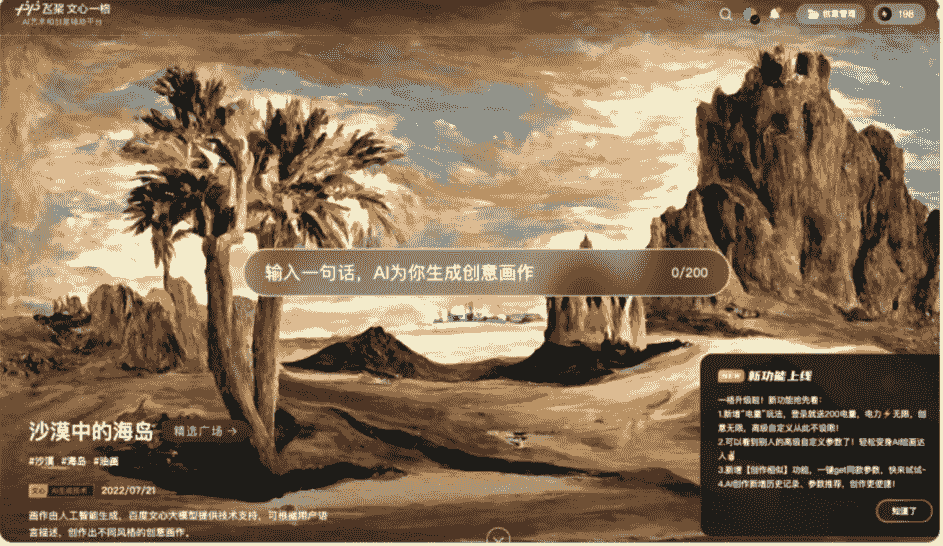 飞桨 文心一格
AI艺术和创意辅助平台
创意管理
198
输入一句话，AI为你生成创意画作
0/200
沙漠中的海岛
精选广场 →
#沙漠 #海岛 #油画
文心 AI生成技术 2022/07/21
画作由人工智能生成，百度文心大模型提供技术支持，可根据用户语
言描述，创作出不同风格的创意画作。
NEW 新功能上线
一格升级啦！新功能抢先看！
1.新增“电量”玩法，登录就送200电量，电力⚡无限，创
意无限，高级自定义从此不设限！
2.可以看到别人的高级自定义参数了！轻松变身AI绘画达
人✌
3.新增【创作相似】功能，一键get同款参数，快来试试~
4.AI创作新增历史记录、参数推荐，创作更便捷！
知道了